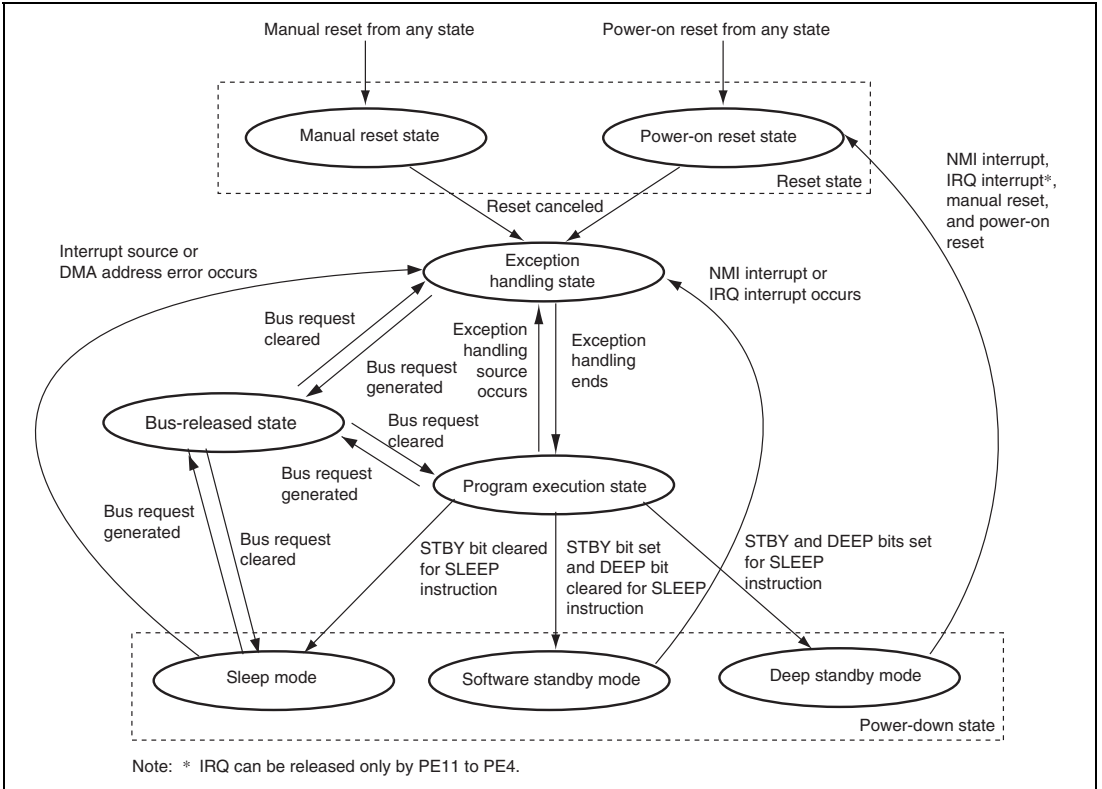 Manual reset from any state
Power-on reset from any state
Manual reset state
Power-on reset state
Reset state
NMI interrupt,
IRQ interrupt*,
manual reset,
and power-on
reset
Reset canceled
Interrupt source or
DMA address error occurs
Exception
handling state
NMI interrupt or
IRQ interrupt occurs
Bus request
cleared
Bus request
generated
Exception
handling
source
occurs
Exception
handling
ends
Bus-released state
Bus request
cleared
Bus request
generated
Program execution state
Bus request
generated
Bus request
cleared
STBY bit cleared
for SLEEP
instruction
STBY bit set
and DEEP bit
cleared for SLEEP
instruction
STBY and DEEP bits set
for SLEEP
instruction
Sleep mode
Software standby mode
Deep standby mode
Power-down state
Note: * IRQ can be released only by PE11 to PE4.